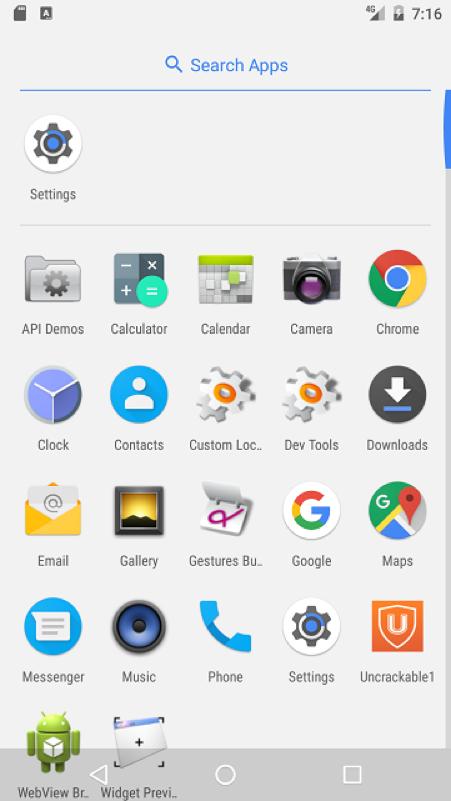 4G 7:16
Search Apps
Settings
API Demos Calculator Calendar Camera Chrome
Clock Contacts Custom Loc.. Dev Tools Downloads
Email Gallery Gestures Bu.. Google Maps
Messenger Music Phone Settings Uncrackable1
WebView Br.. Widget Previ..